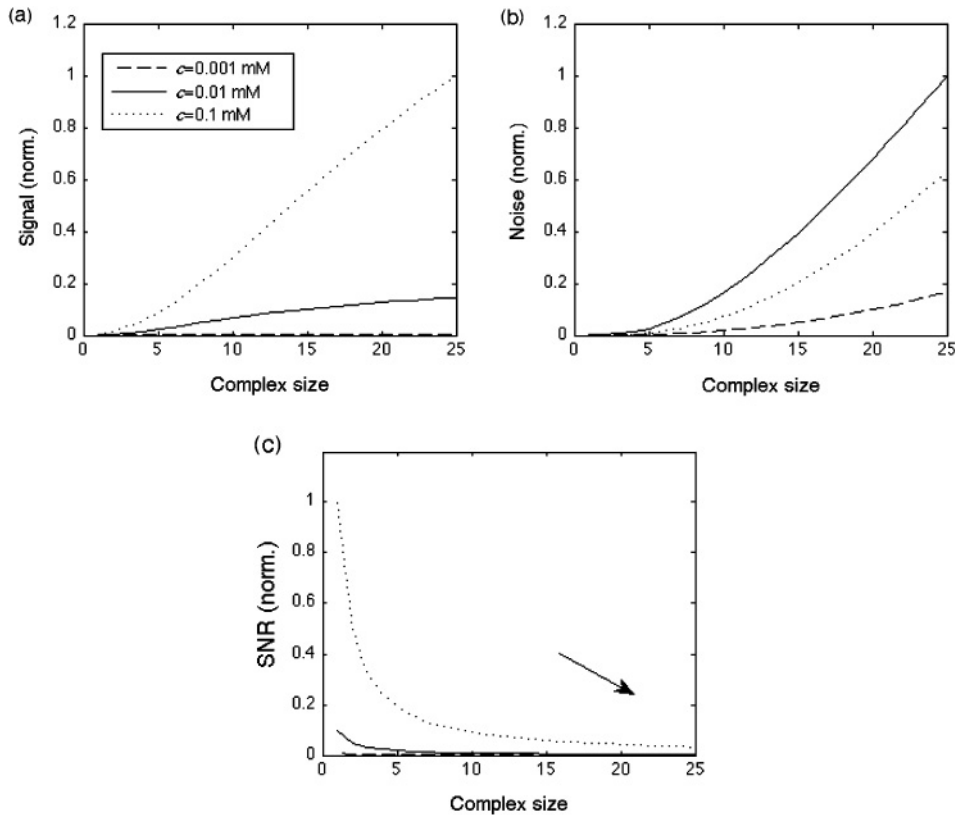 (a)
1.2
1
0.8
0.6
0.4
0.2
0
0 5 10 15 20 25
Signal (norm.)
Complex size
c=0.001 mM
c=0.01 mM
c=0.1 mM
(b)
1.2
1
0.8
0.6
0.4
0.2
0
0 5 10 15 20 25
Noise (norm.)
Complex size
(c)
1
0.8
0.6
0.4
0.2
0
0 5 10 15 20 25
SNR (norm.)
Complex size